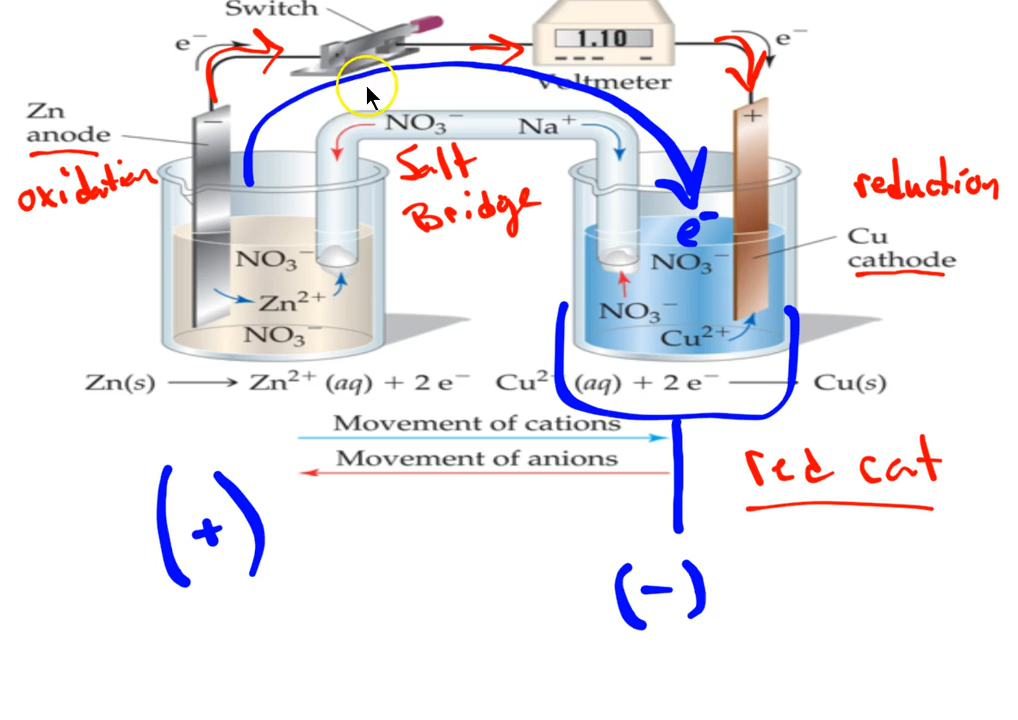 Switch
e⁻
1.10
e⁻
Voltmeter
Zn
anode
−
+
NO₃⁻
Na⁺
oxidation
Salt
Bridge
reduction
e⁻
Cu
cathode
NO₃⁻
NO₃⁻
Zn²⁺
NO₃⁻
NO₃⁻
Cu²⁺
Zn(s) ⟶ Zn²⁺ (aq) + 2 e⁻
Cu²⁺ (aq) + 2 e⁻ ⟶ Cu(s)
Movement of cations
Movement of anions
red cat
(+)
(−)